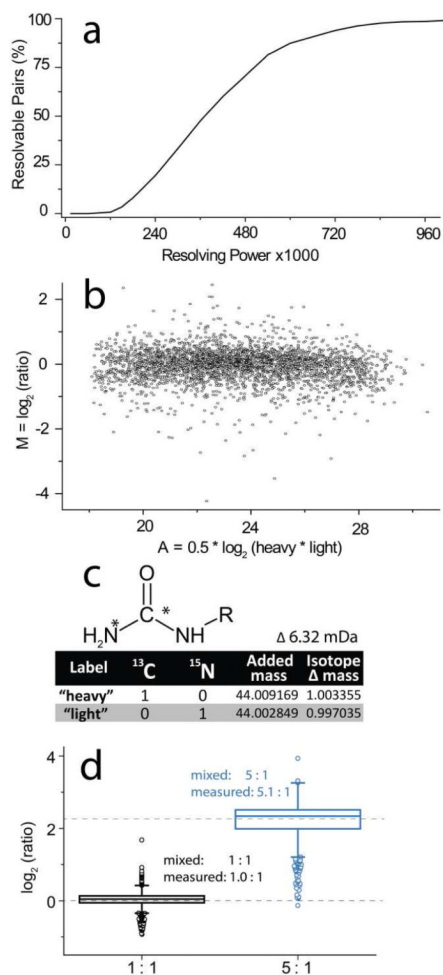 a
Resolvable Pairs (%)
100
75
50
25
0
0 240 480 720 960
Resolving Power x1000
b
M = log2 (ratio)
2
0
-2
-4
20 24 28
A = 0.5 * log2 (heavy * light)
c
O
* *
H2N NH R
Δ 6.32 mDa
Label 13C 15N Added mass Isotope Δ mass
"heavy" 1 0 44.009169 1.003355
"light" 0 1 44.002849 0.997035
d
log2 (ratio)
4
2
0
mixed: 5 : 1
measured: 5.1 : 1
mixed: 1 : 1
measured: 1.0 : 1
1 : 1 5 : 1